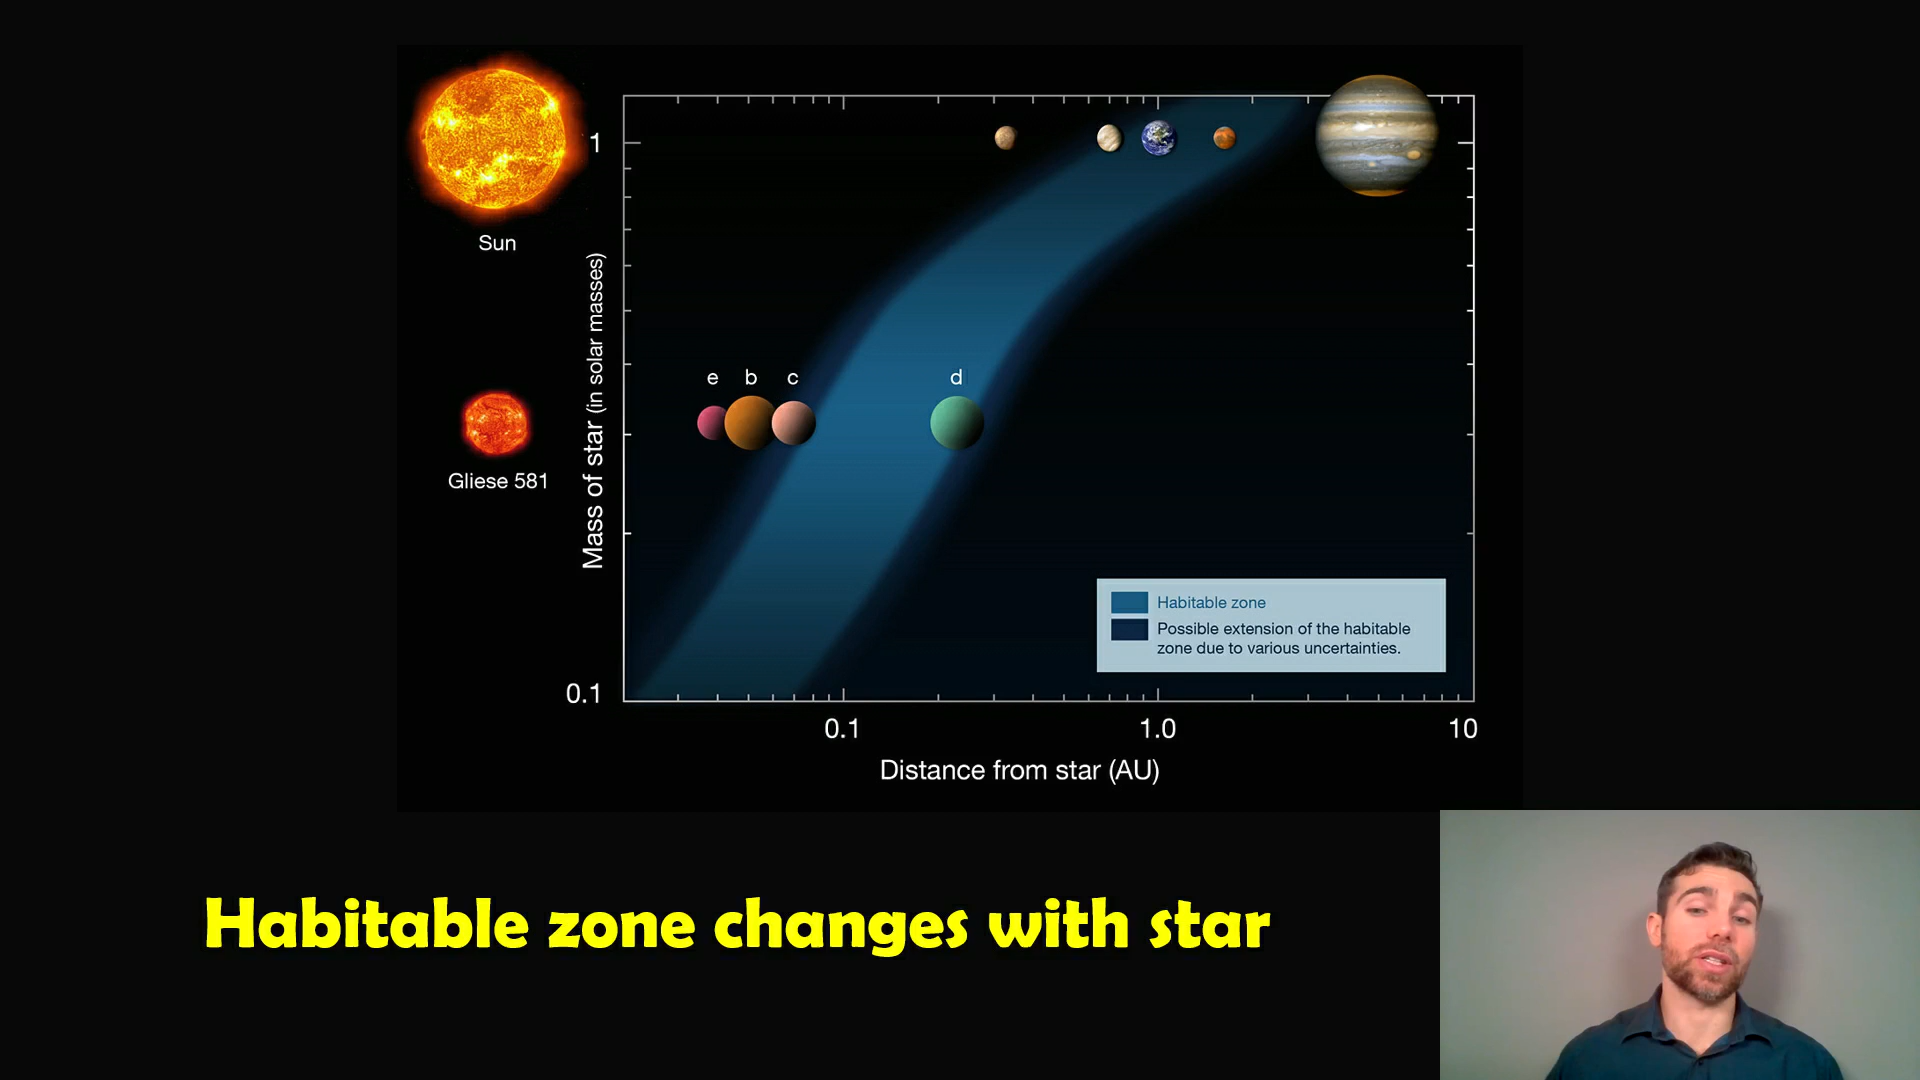 Sun
Gliese 581
Mass of star (in solar masses)
1
0.1
e b c d
Habitable zone
Possible extension of the habitable
zone due to various uncertainties.
0.1 1.0 10
Distance from star (AU)
Habitable zone changes with star